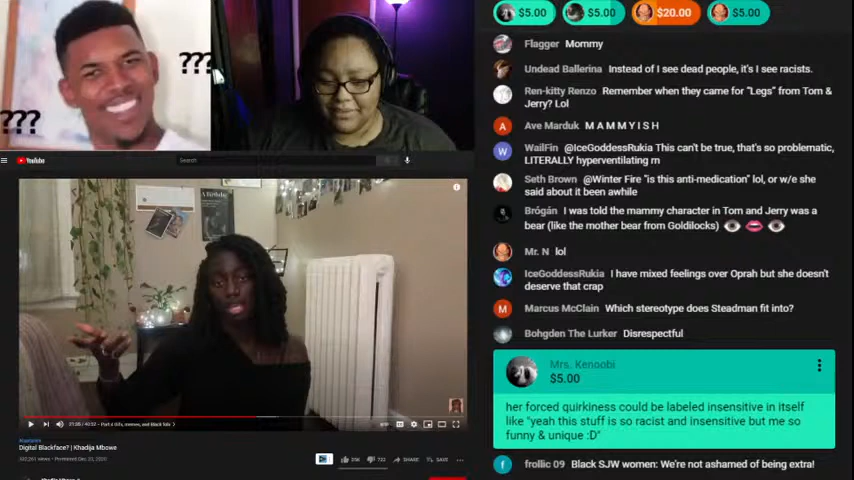 ???
???
$5.00
$5.00
$20.00
$5.00
Flagger Mommy
Undead Ballerina Instead of I see dead people, it's I see racists.
Ren-kitty Renzo Remember when they came for "Legs" from Tom &
Jerry? Lol
Ave Marduk M A M M Y I S H
WailFin @IceGoddessRukia This can't be true, that's so problematic,
LITERALLY hyperventilating rn
Seth Brown @Winter Fire "is this anti-medication" lol, or w/e she
said about it been awhile
Brógán I was told the mammy character in Tom and Jerry was a
bear (like the mother bear from Goldilocks)
Mr. N lol
IceGoddessRukia I have mixed feelings over Oprah but she doesn't
deserve that crap
Marcus McClain Which stereotype does Steadman fit into?
Bohgden The Lurker Disrespectful
Mrs. Kenoobi
$5.00
her forced quirkiness could be labeled insensitive in itself
like "yeah this stuff is so racist and insensitive but me so
funny & unique :D"
frollic 09 Black SJW women: We're not ashamed of being extra!
YouTube
Search
Digital Blackface? | Khadija Mbowe
SHARE
SAVE